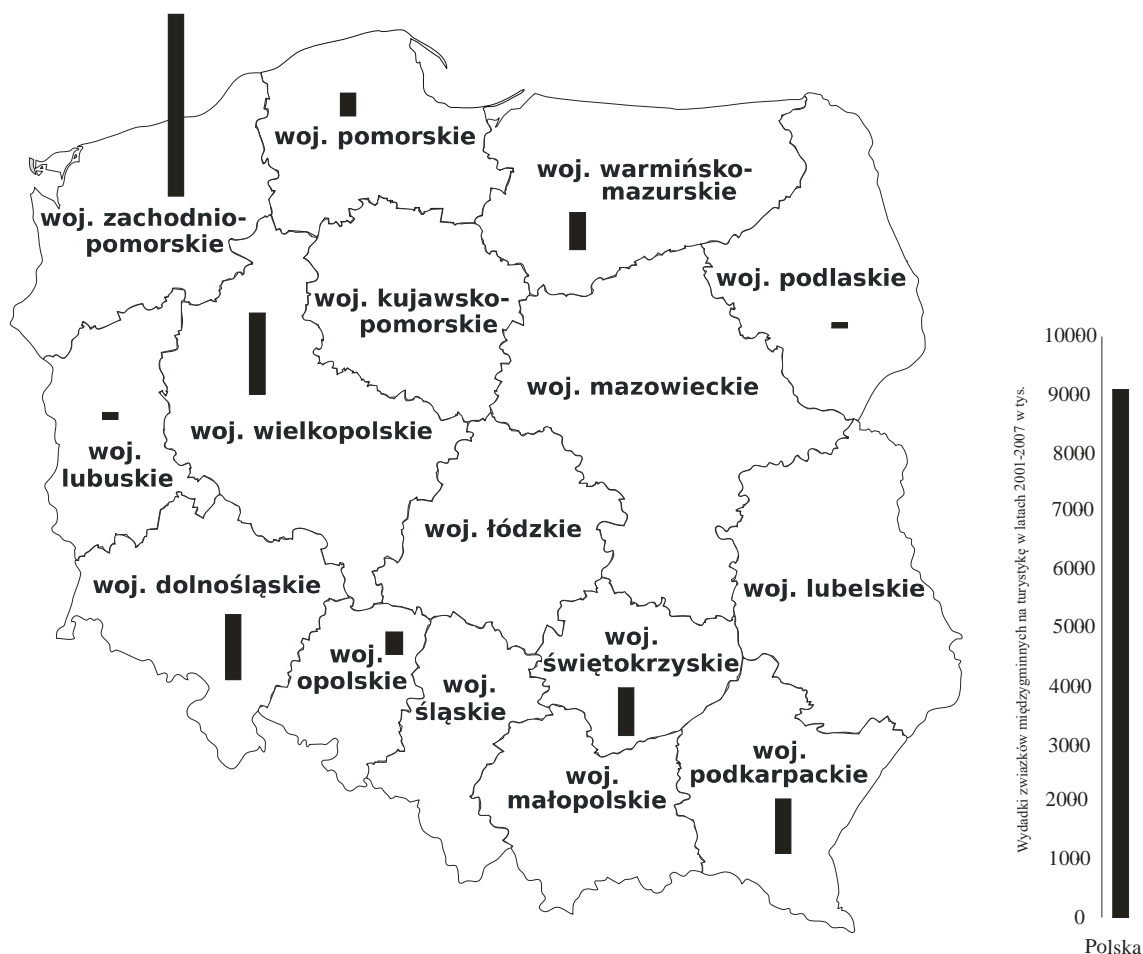 woj. pomorskie
woj. warmińsko-
mazurskie
woj. zachodnio-
pomorskie
woj. podlaskie
woj. kujawsko-
pomorskie
woj. mazowieckie
woj. wielkopolskie
woj.
lubuskie
woj. łódzkie
woj. dolnośląskie
woj. lubelskie
woj.
opolskie
woj.
śląskie
woj.
świętokrzyskie
woj.
małopolskie
woj.
podkarpackie
Wydadki zwiazków międzygminnych na turystykę w latach 2001-2007 w tys.
10000
9000
8000
7000
6000
5000
4000
3000
2000
1000
0
Polska